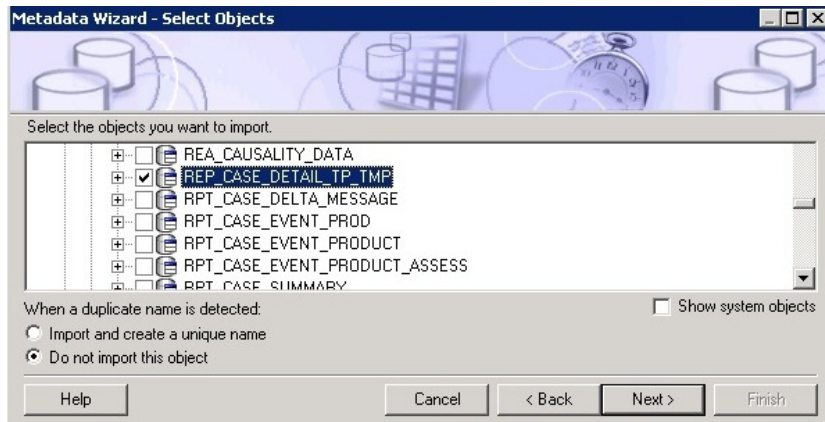 Metadata Wizard - Select Objects
Select the objects you want to import.
REA_CAUSALITY_DATA
REP_CASE_DETAIL_TP_TMP
RPT_CASE_DELTA_MESSAGE
RPT_CASE_EVENT_PROD
RPT_CASE_EVENT_PRODUCT
RPT_CASE_EVENT_PRODUCT_ASSESS
RPT_CASE_SUMMARY
When a duplicate name is detected:
Show system objects
Import and create a unique name
Do not import this object
Help
Cancel
< Back
Next >
Finish